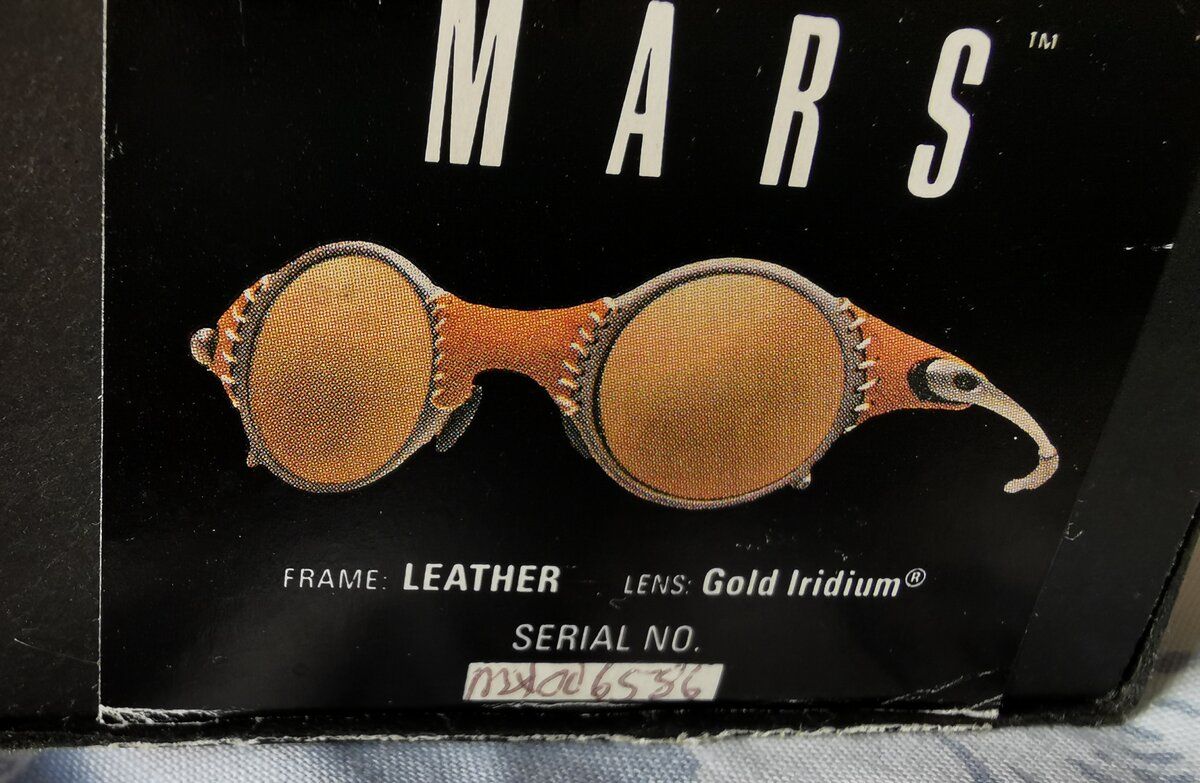 MARS™
FRAME: LEATHER LENS: Gold Iridium®
SERIAL NO.